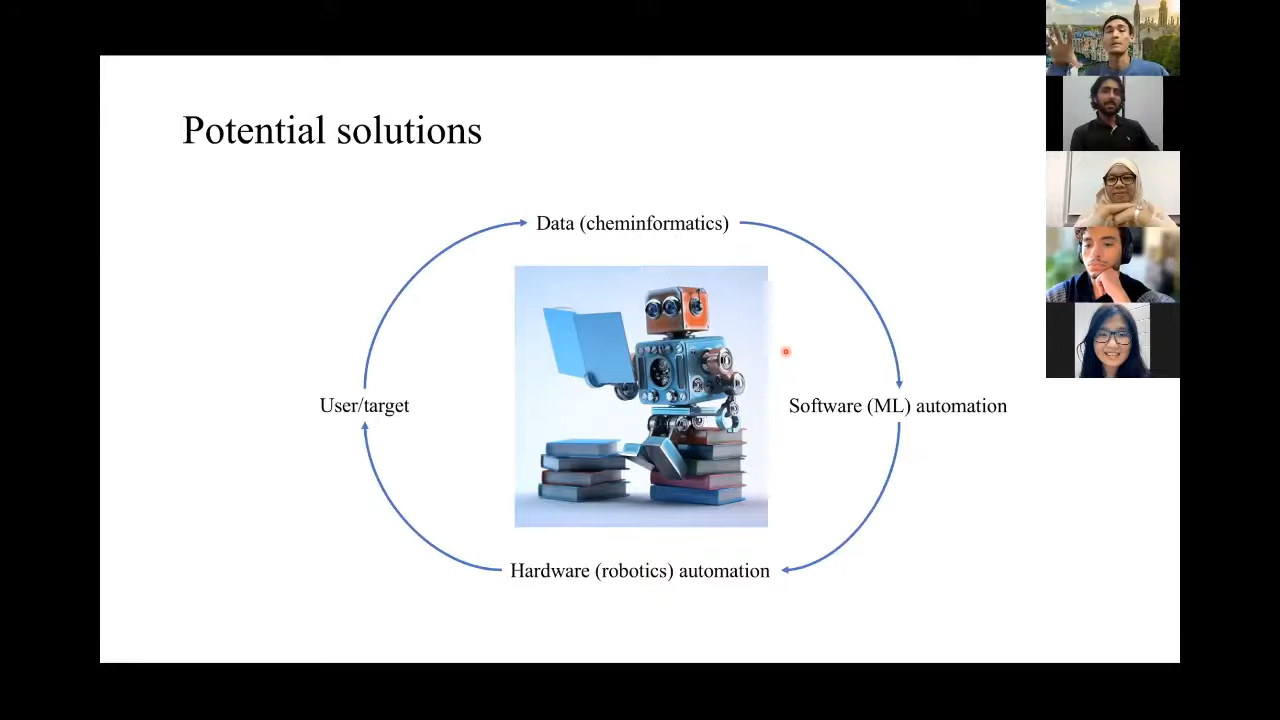 Potential solutions
Data (cheminformatics)
User/target
Software (ML) automation
Hardware (robotics) automation